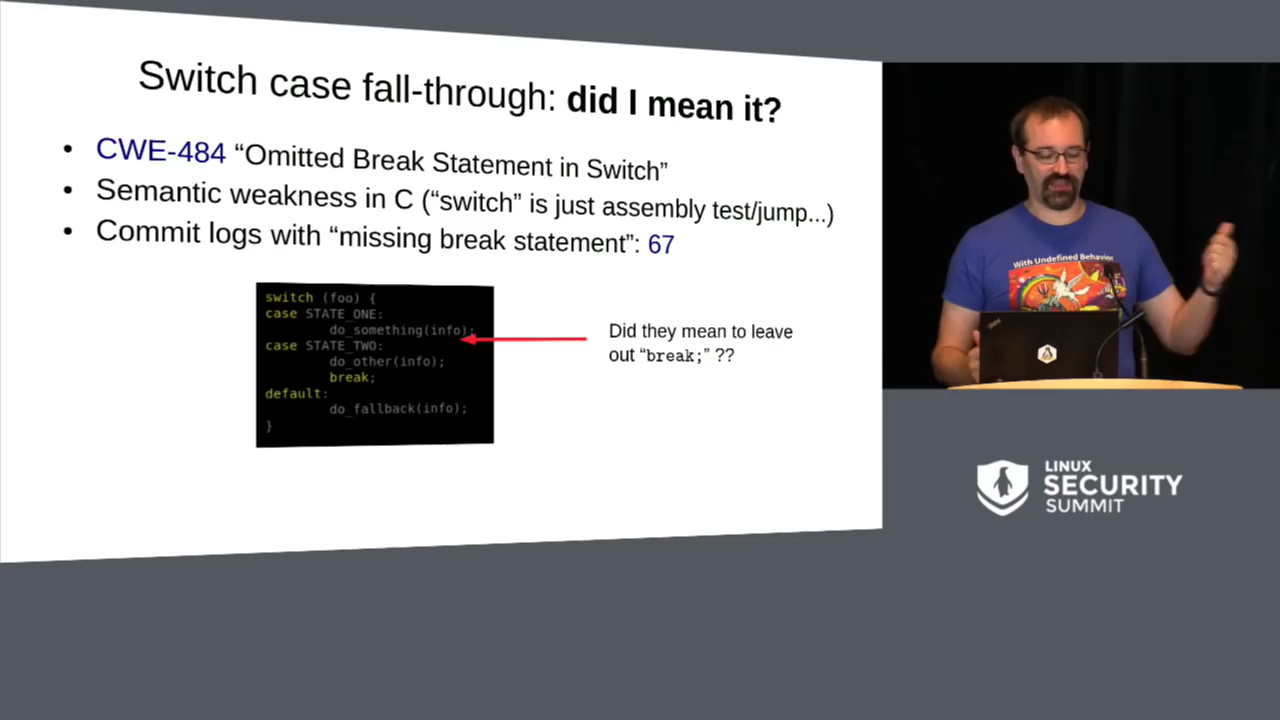 Switch case fall-through: did I mean it?
• CWE-484 “Omitted Break Statement in Switch”
• Semantic weakness in C (“switch” is just assembly test/jump...)
• Commit logs with “missing break statement”: 67
switch (foo) {
case STATE_ONE:
do_something(info);
case STATE_TWO:
do_other(info);
break;
default:
do_fallback(info);
}
Did they mean to leave
out “break;” ??
With Undefined Behavior
LINUX
SECURITY
SUMMIT